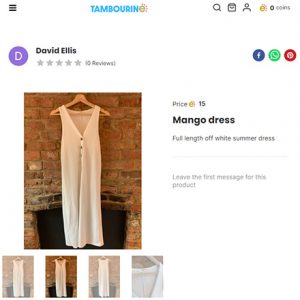 TAMBOURINO
0 coins
D
David Ellis
(0 Reviews)
Price 15
Mango dress
Full length off white summer dress
Leave the first message for this
product